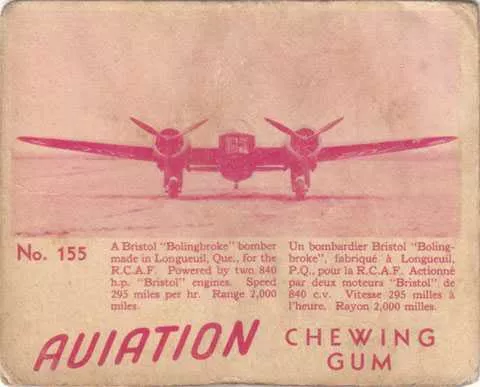 No. 155
A Bristol "Bolingbroke" bomber
made in Longueuil, Que., for the
R.C.A.F. Powered by two 840
h.p. "Bristol" engines. Speed
295 miles per hr. Range 2,000
miles.
Un bombardier Bristol "Boling-
broke", fabriqué à Longueuil,
P.Q., pour la R.C.A.F. Actionné
par deux moteurs "Bristol" de
840 c.v. Vitesse 295 milles à
l'heure. Rayon 2,000 milles.
AVIATION CHEWING
GUM